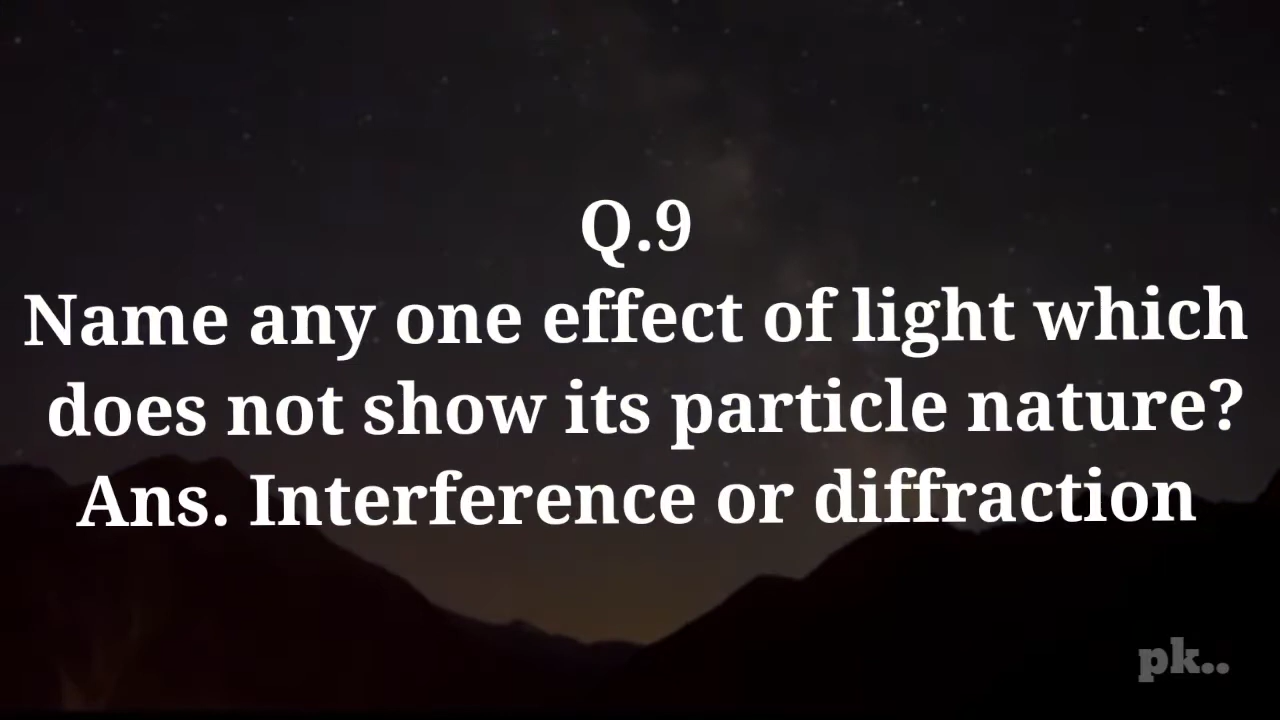 Q.9
Name any one effect of light which
does not show its particle nature?
Ans. Interference or diffraction
pk..